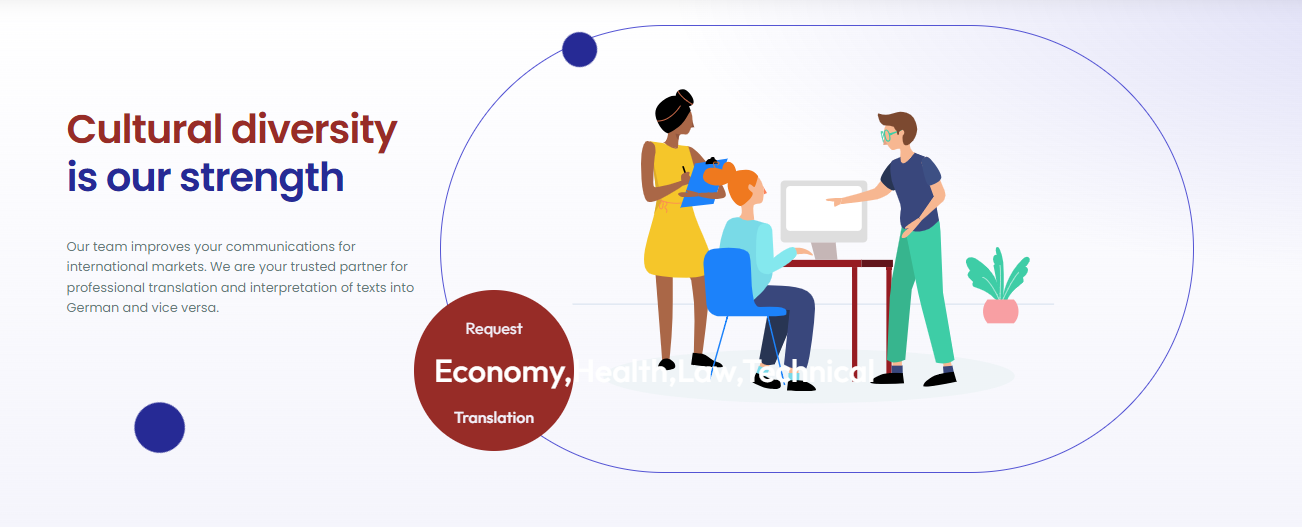 Cultural diversity
is our strength
Our team improves your communications for
international markets. We are your trusted partner for
professional translation and interpretation of texts into
German and vice versa.
Request
Economy,Health,Law,Technical
Translation